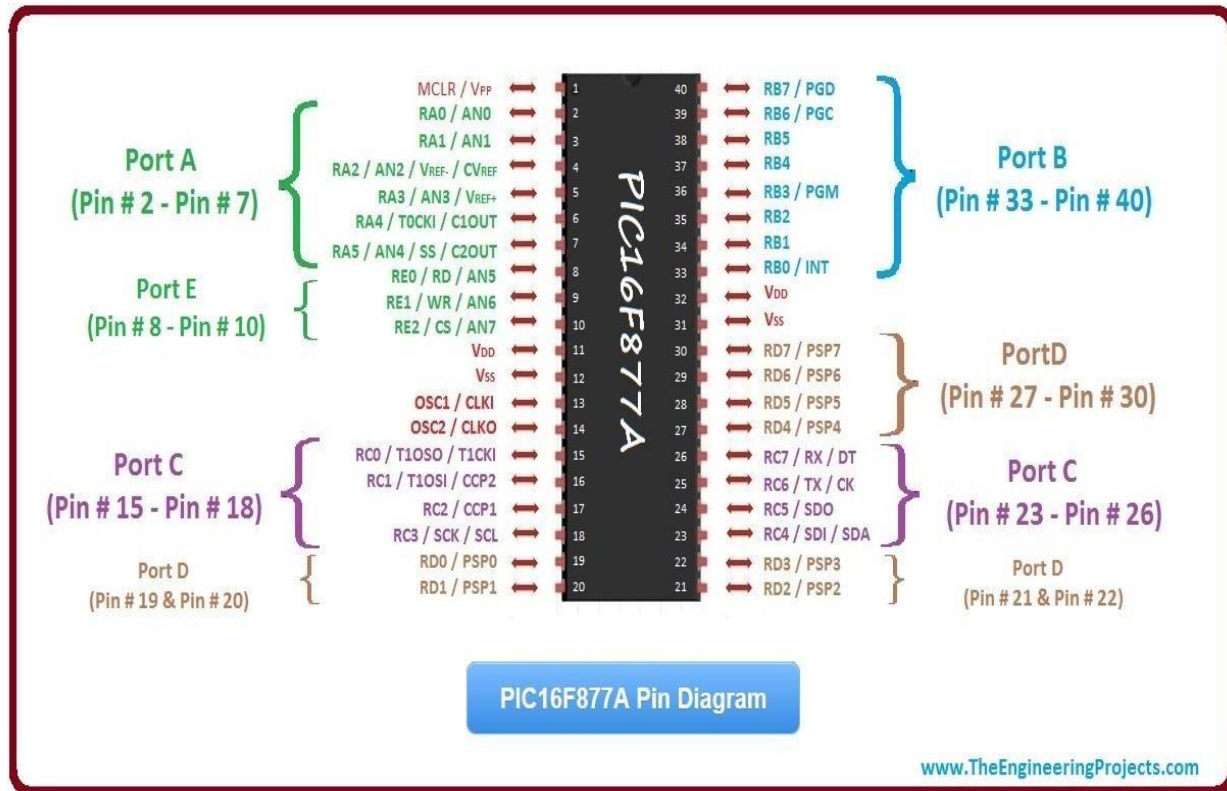 MCLR / VPP
RA0 / AN0
RA1 / AN1
RA2 / AN2 / VREF- / CVREF
RA3 / AN3 / VREF+
RA4 / T0CKI / C1OUT
RA5 / AN4 / SS / C2OUT
RE0 / RD / AN5
RE1 / WR / AN6
RE2 / CS / AN7
VDD
VSS
OSC1 / CLKI
OSC2 / CLKO
RC0 / T1OSO / T1CKI
RC1 / T1OSI / CCP2
RC2 / CCP1
RC3 / SCK / SCL
RD0 / PSP0
RD1 / PSP1
Port A
(Pin # 2 - Pin # 7)
Port E
(Pin # 8 - Pin # 10)
Port C
(Pin # 15 - Pin # 18)
Port D
(Pin # 19 & Pin # 20)
1
2
3
4
5
6
7
8
9
10
11
12
13
14
15
16
17
18
19
20
PIC16F877A
40
39
38
37
36
35
34
33
32
31
30
29
28
27
26
25
24
23
22
21
RB7 / PGD
RB6 / PGC
RB5
RB4
RB3 / PGM
RB2
RB1
RB0 / INT
VDD
VSS
RD7 / PSP7
RD6 / PSP6
RD5 / PSP5
RD4 / PSP4
RC7 / RX / DT
RC6 / TX / CK
RC5 / SDO
RC4 / SDI / SDA
RD3 / PSP3
RD2 / PSP2
Port B
(Pin # 33 - Pin # 40)
PortD
(Pin # 27 - Pin # 30)
Port C
(Pin # 23 - Pin # 26)
Port D
(Pin # 21 & Pin # 22)
PIC16F877A Pin Diagram
www.TheEngineeringProjects.com